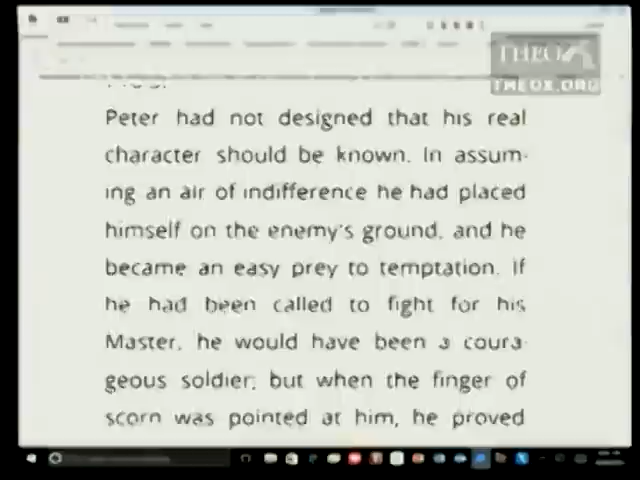 THEOX
THEOX.ORG
Peter had not designed that his real
character should be known. In assum-
ing an air of indifference he had placed
himself on the enemy's ground, and he
became an easy prey to temptation. If
he had been called to fight for his
Master, he would have been a coura-
geous soldier; but when the finger of
scorn was pointed at him, he proved